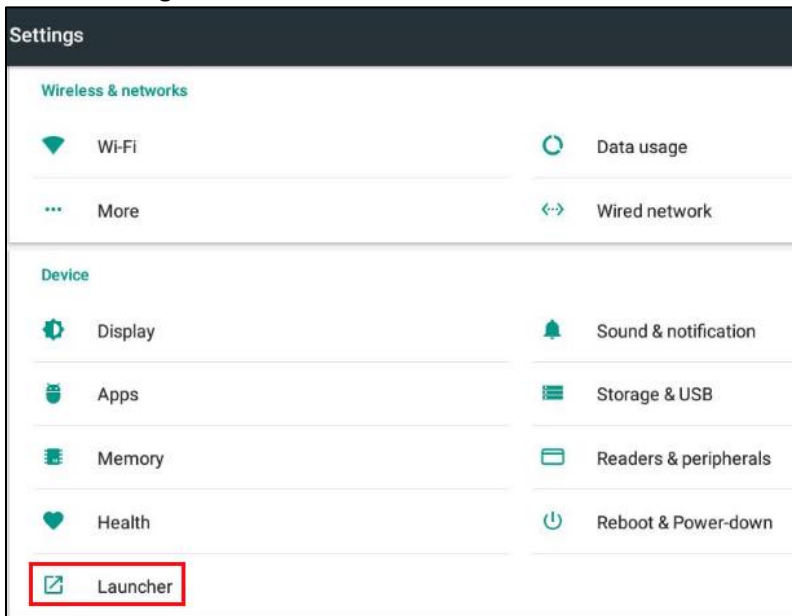 Settings
Wireless & networks
Wi-Fi
Data usage
More
Wired network
Device
Display
Sound & notification
Apps
Storage & USB
Memory
Readers & peripherals
Health
Reboot & Power-down
Launcher